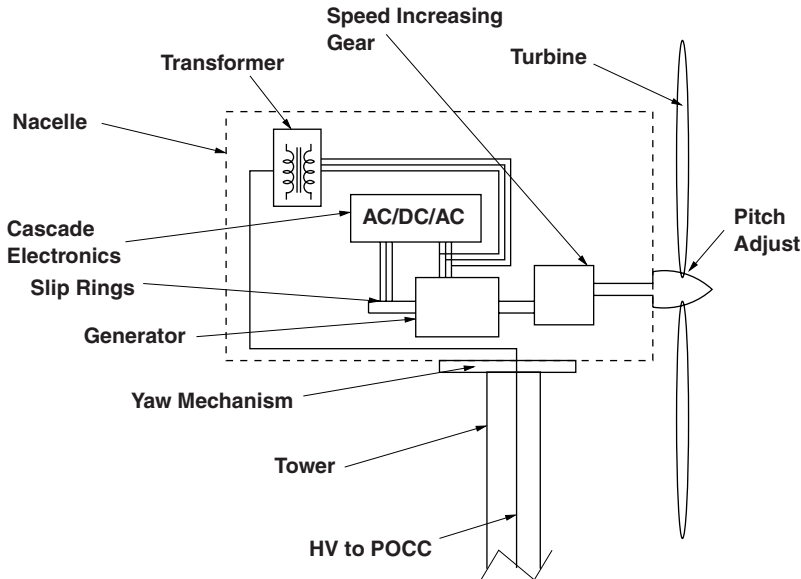 Speed Increasing
Gear
Turbine
Transformer
Nacelle
AC/DC/AC
Cascade
Electronics
Pitch
Adjust
Slip Rings
Generator
Yaw Mechanism
Tower
HV to POCC